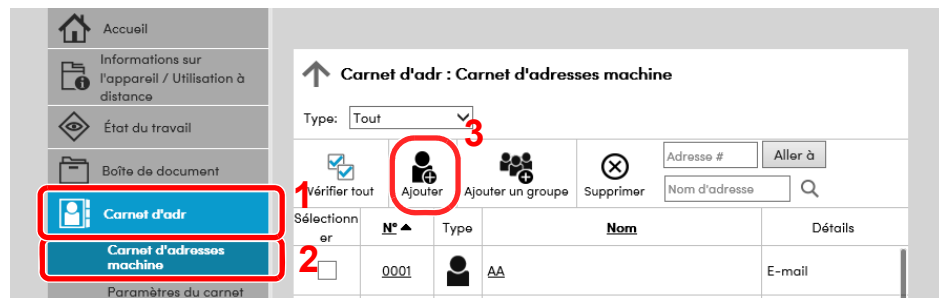 Accueil
Informations sur
l'appareil / Utilisation à
distance
État du travail
Boîte de document
1
Carnet d'adr
2
Carnet d'adresses
machine
Paramètres du carnet
Carnet d'adr : Carnet d'adresses machine
Type: Tout
3
Vérifier tout
Ajouter
Ajouter un groupe
Supprimer
Adresse #
Aller à
Nom d'adresse
Sélectionn
er
N°
Type
Nom
Détails
0001
AA
E-mail